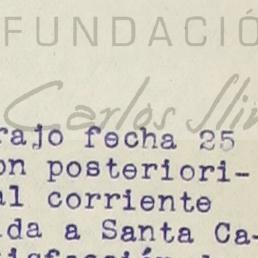 FUNDACIÓ
Carlos Slim
rajo fecha 25
on posteriori-
al corriente
da a Santa Ca-